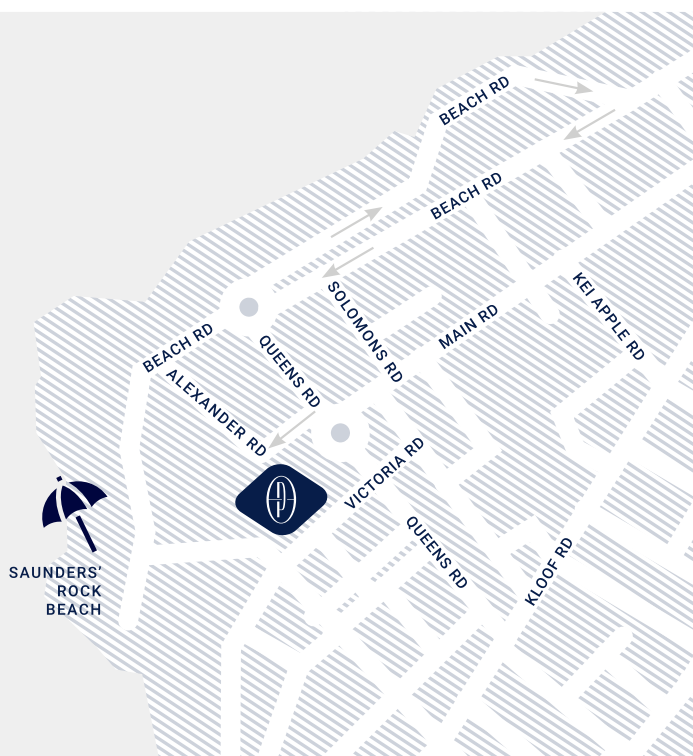 BEACH RD
BEACH RD
SOLOMONS RD
KEI APPLE RD
MAIN RD
BEACH RD
QUEENS RD
ALEXANDER RD
VICTORIA RD
QUEENS RD
KLOOF RD
SAUNDERS’
ROCK
BEACH